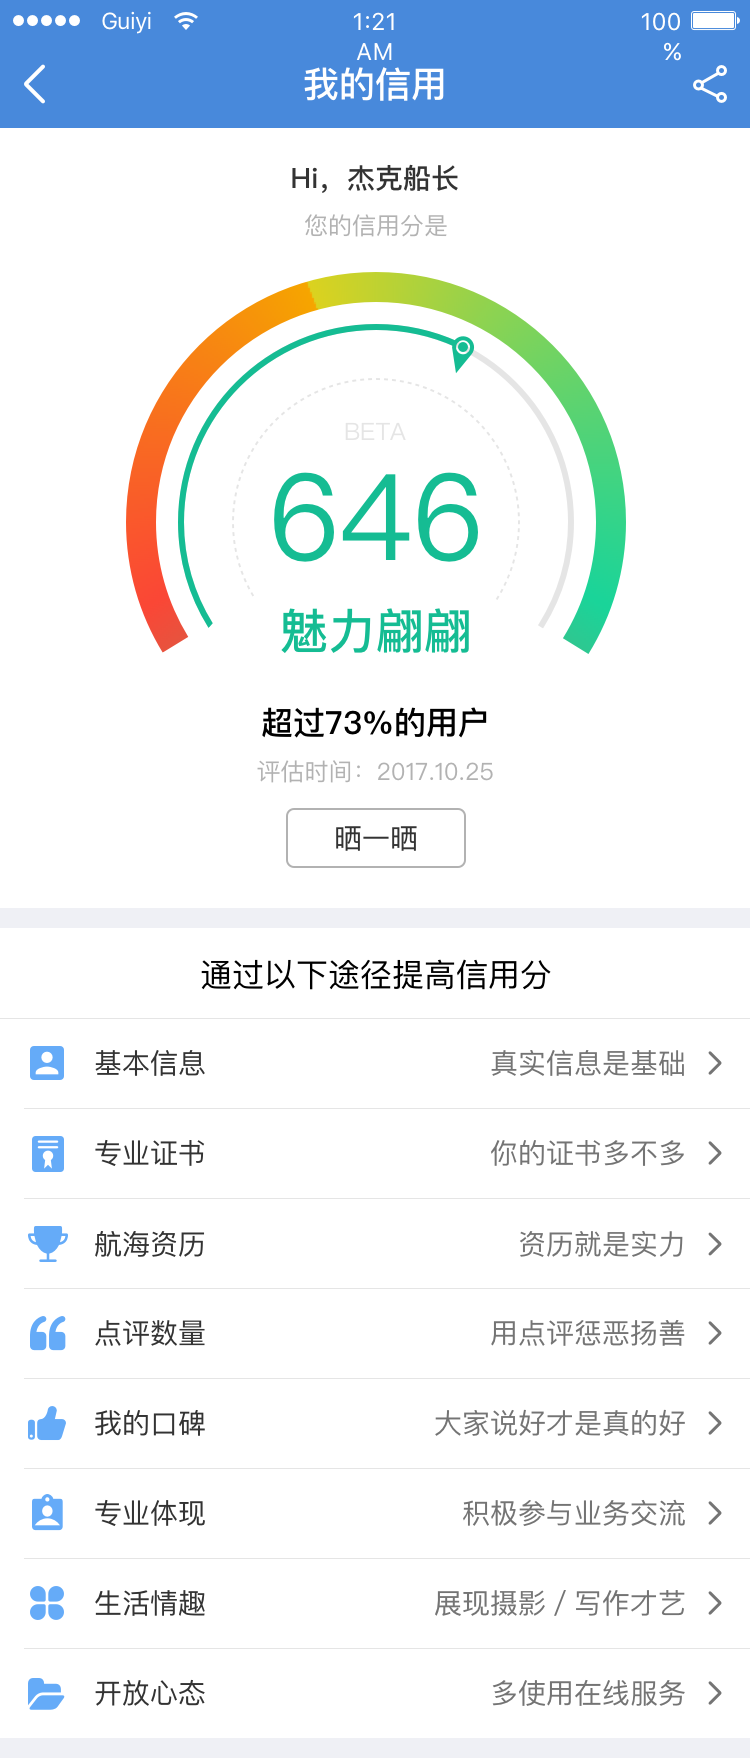 Guiyi 1:21 AM 100 %
我的信用
Hi，杰克船长
您的信用分是
BETA
646
魅力翩翩
超过73%的用户
评估时间：2017.10.25
晒一晒
通过以下途径提高信用分
基本信息 真实信息是基础
专业证书 你的证书多不多
航海资历 资历就是实力
点评数量 用点评惩恶扬善
我的口碑 大家说好才是真的好
专业体现 积极参与业务交流
生活情趣 展现摄影 / 写作才艺
开放心态 多使用在线服务